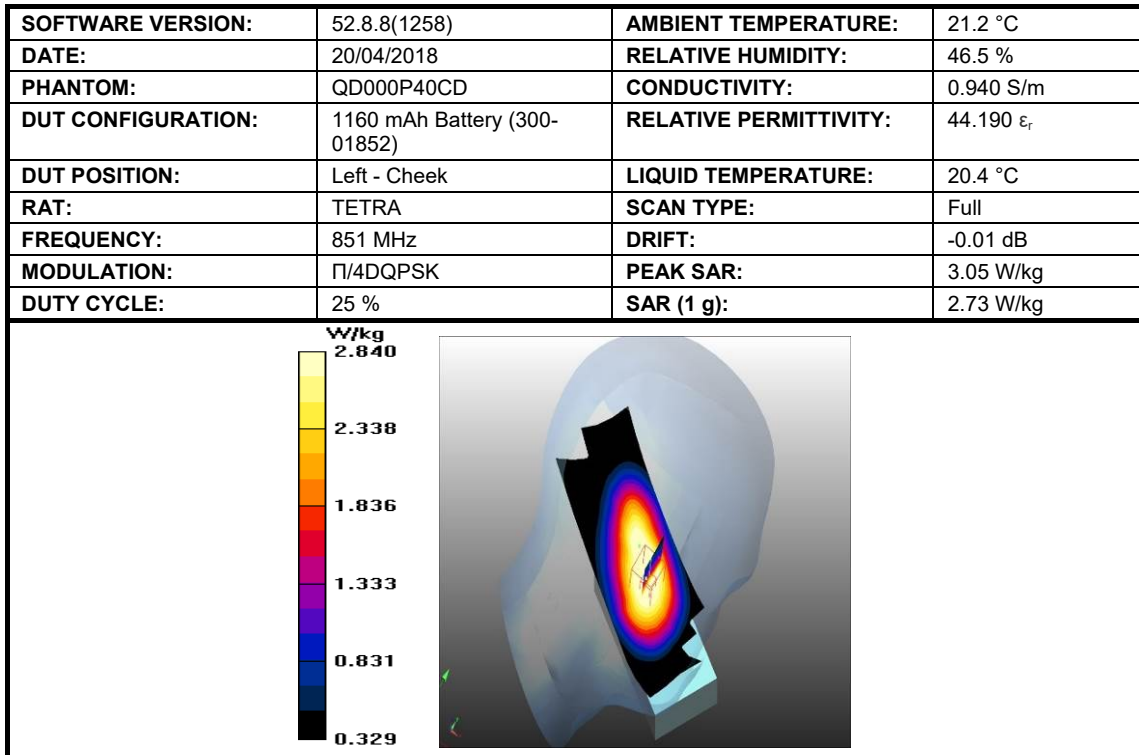 SOFTWARE VERSION: 52.8.8(1258) AMBIENT TEMPERATURE: 21.2 °C
DATE: 20/04/2018 RELATIVE HUMIDITY: 46.5 %
PHANTOM: QD000P40CD CONDUCTIVITY: 0.940 S/m
DUT CONFIGURATION: 1160 mAh Battery (300-
01852) RELATIVE PERMITTIVITY: 44.190 εr
DUT POSITION: Left - Cheek LIQUID TEMPERATURE: 20.4 °C
RAT: TETRA SCAN TYPE: Full
FREQUENCY: 851 MHz DRIFT: -0.01 dB
MODULATION: Π/4DQPSK PEAK SAR: 3.05 W/kg
DUTY CYCLE: 25 % SAR (1 g): 2.73 W/kg
W/kg
2.840
2.338
1.836
1.333
0.831
0.329